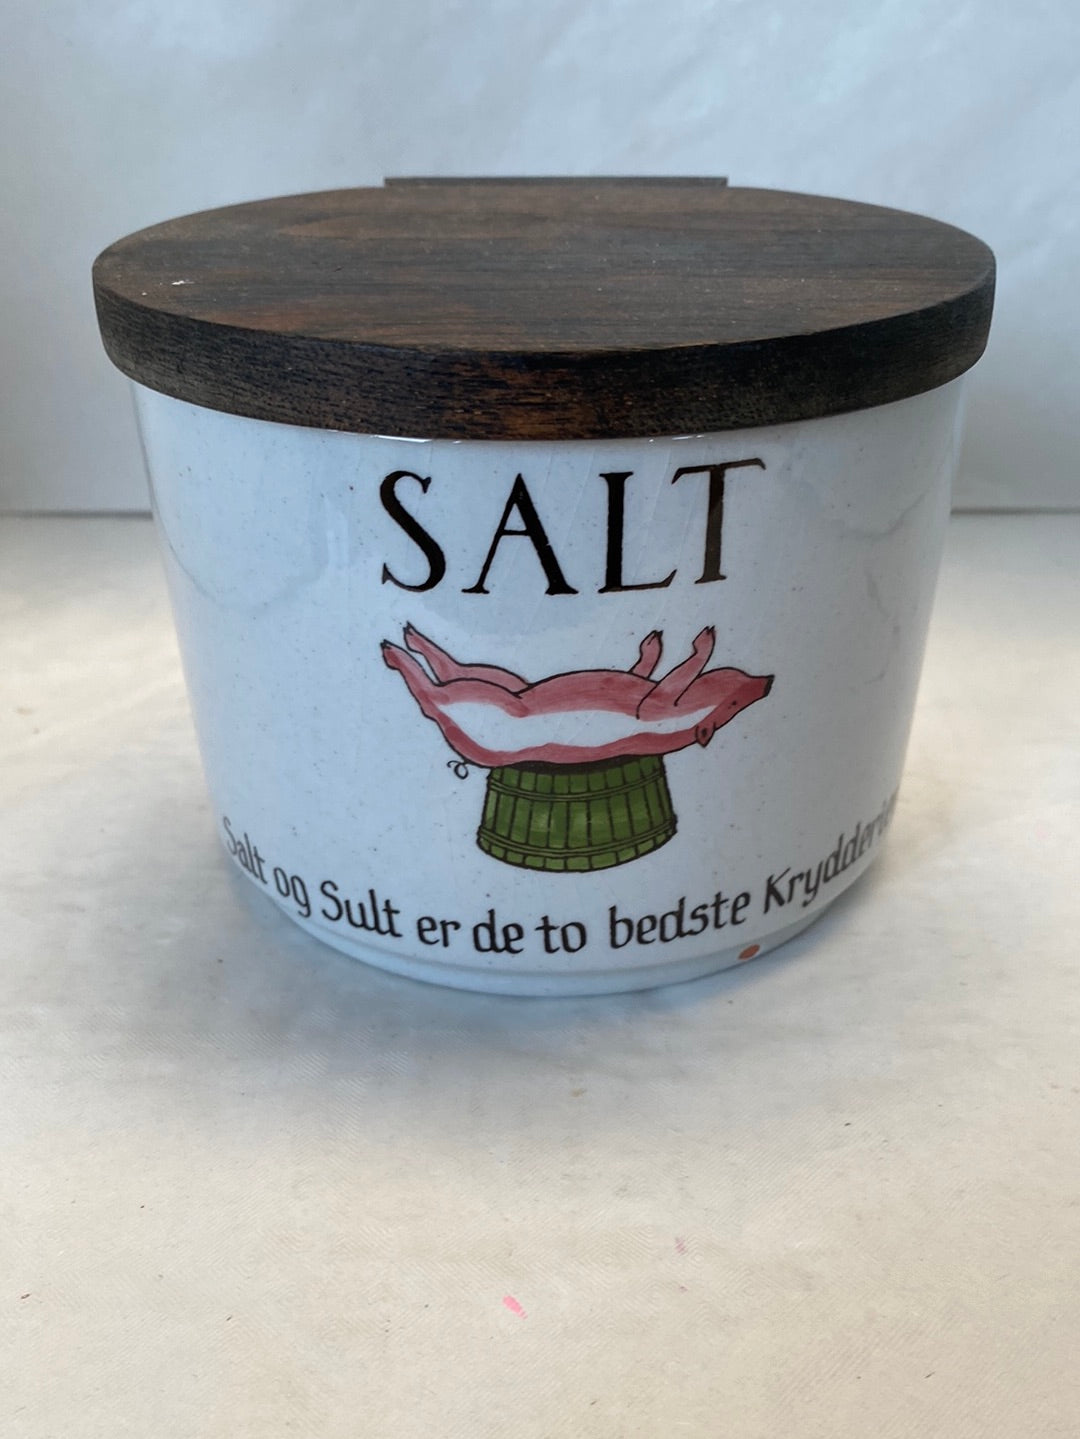 SALT
Salt og Sult er de to bedste